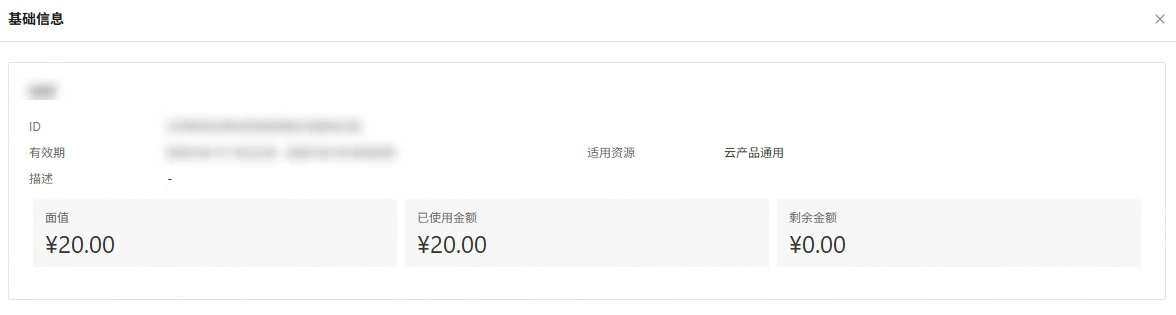 基础信息
ID
有效期
适用资源 云产品通用
描述 -
面值 已使用金额 剩余金额
¥20.00 ¥20.00 ¥0.00